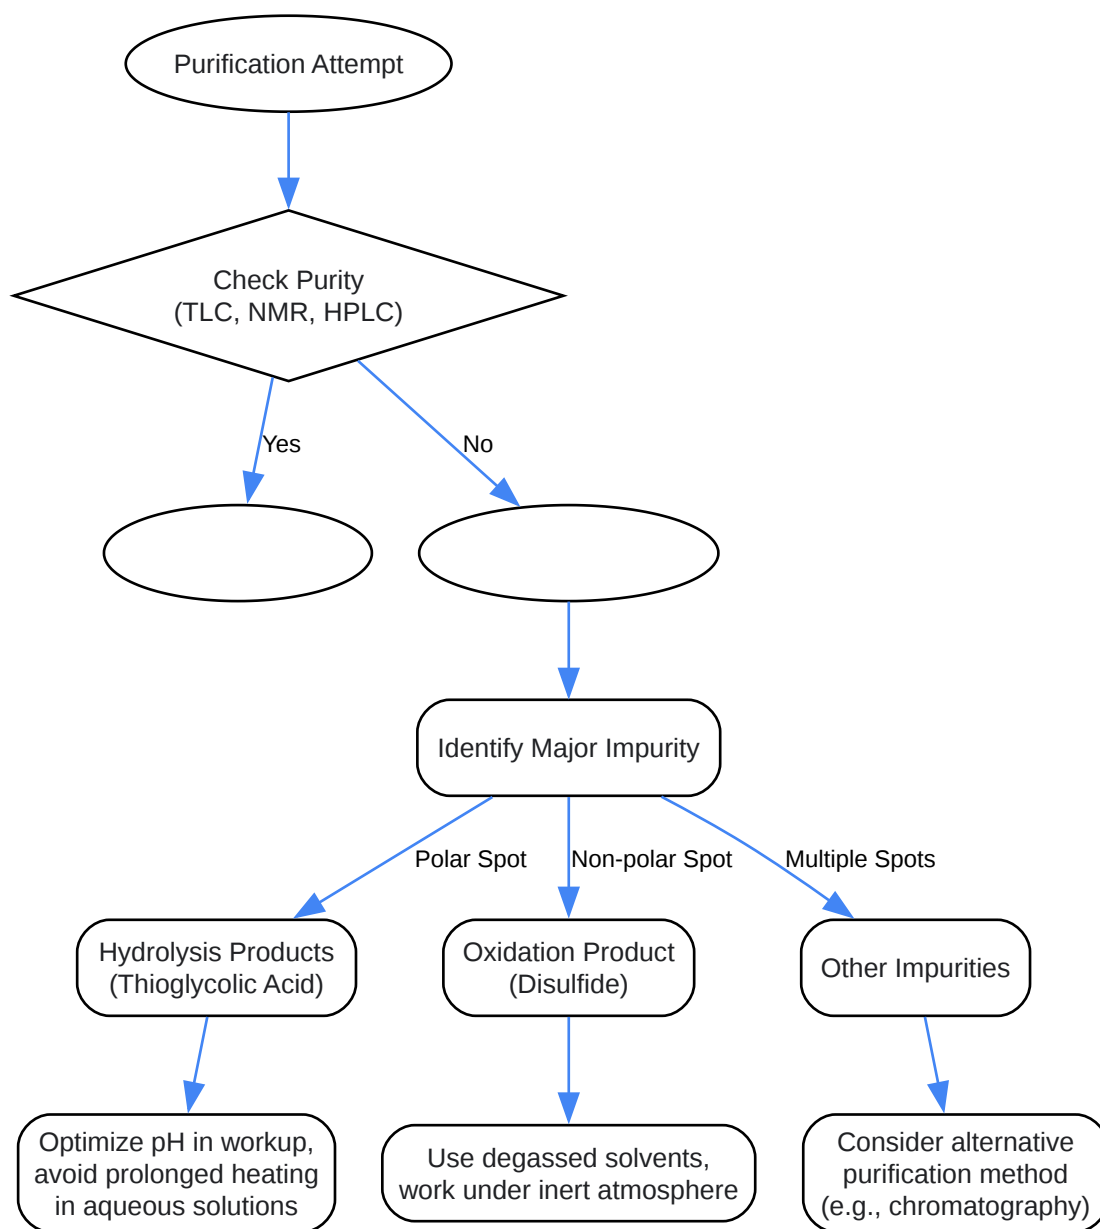 Purification Attempt
Check Purity
(TLC, NMR, HPLC)
Yes
No
Identify Major Impurity
Polar Spot
Non-polar Spot
Multiple Spots
Hydrolysis Products
(Thioglycolic Acid)
Oxidation Product
(Disulfide)
Other Impurities
Optimize pH in workup,
avoid prolonged heating
in aqueous solutions
Use degassed solvents,
work under inert atmosphere
Consider alternative
purification method
(e.g., chromatography)